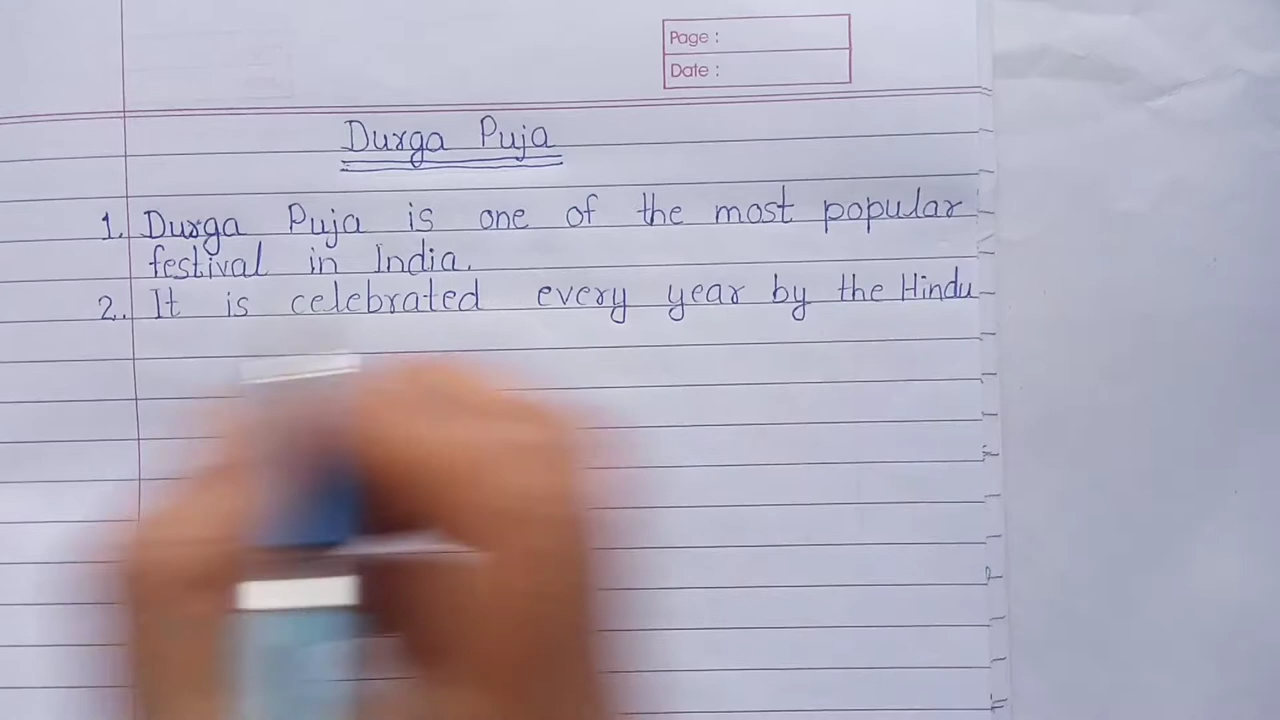 Page :
Date :
Durga Puja
1. Durga Puja is one of the most popular
festival in India.
2. It is celebrated every year by the Hindu